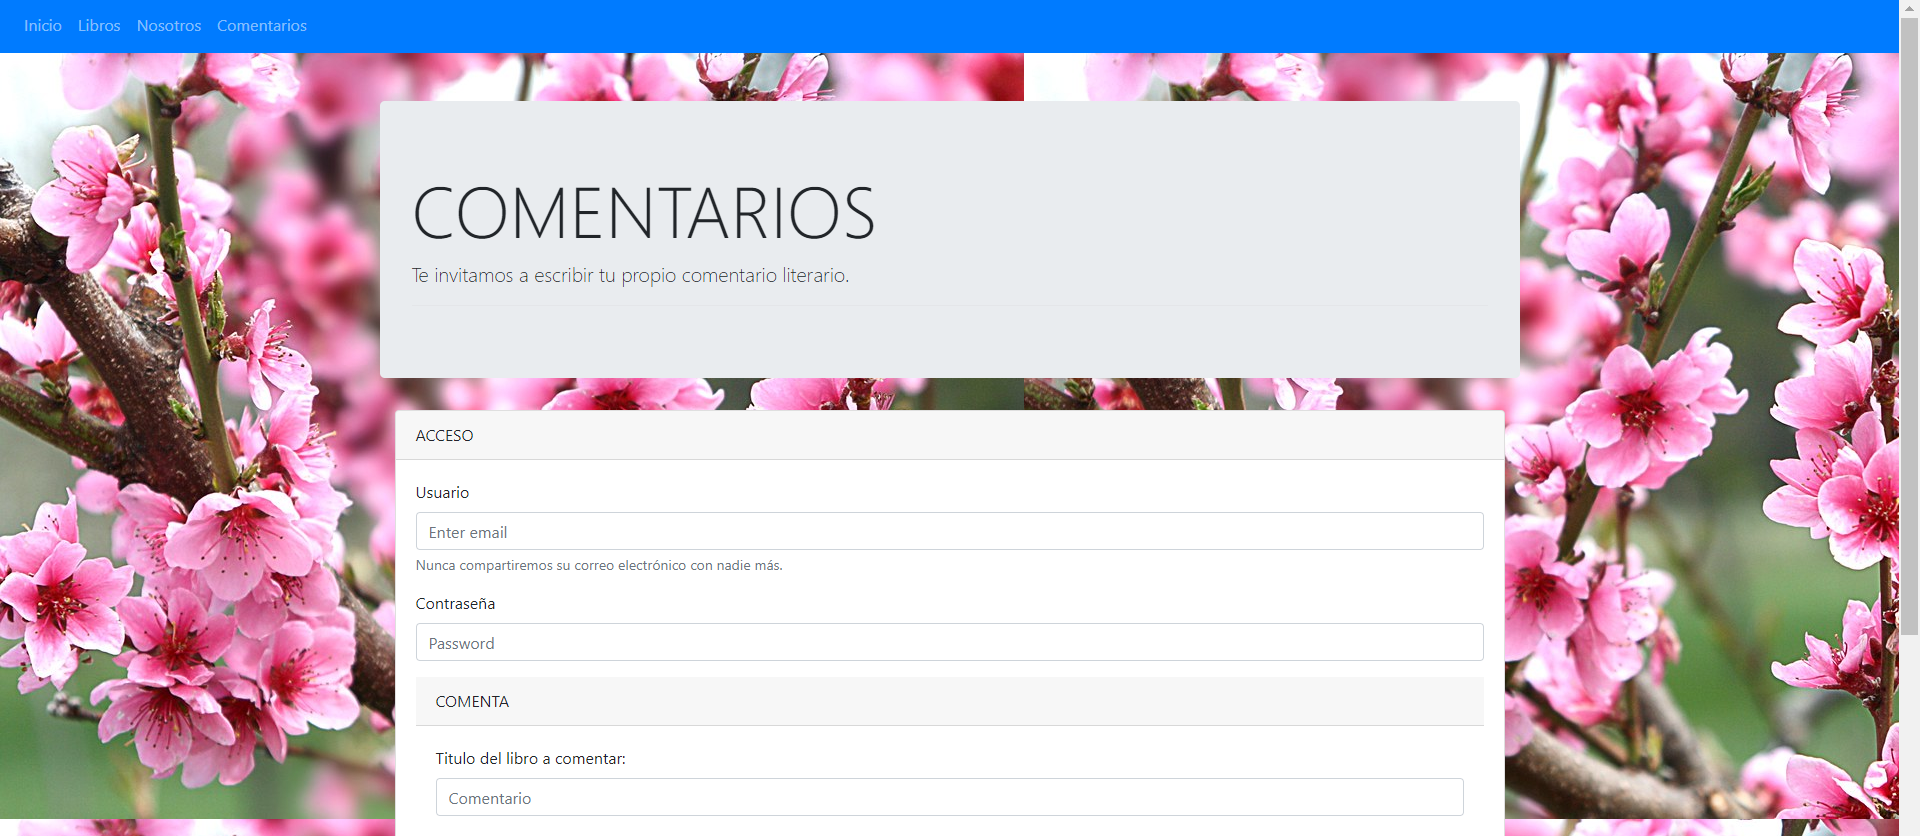 Inicio Libros Nosotros Comentarios
COMENTARIOS
Te invitamos a escribir tu propio comentario literario.
ACCESO
Usuario
Enter email
Nunca compartiremos su correo electrónico con nadie más.
Contraseña
Password
COMENTA
Titulo del libro a comentar:
Comentario